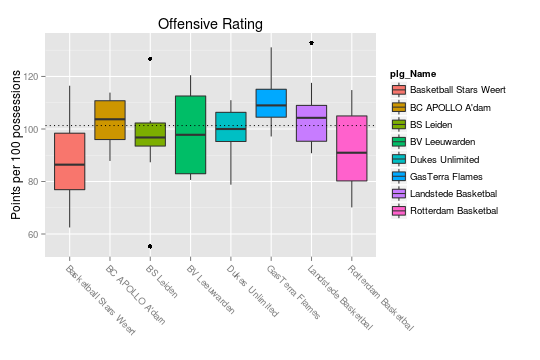 Offensive Rating
Points per 100 possessions
120
100
80
60
Basketball Stars Weert
BC APOLLO A'dam
BS Leiden
BV Leeuwarden
Dukes Unlimited
GasTerra Flames
Landstede Basketbal
Rotterdam Basketbal
plg_Name
Basketball Stars Weert
BC APOLLO A'dam
BS Leiden
BV Leeuwarden
Dukes Unlimited
GasTerra Flames
Landstede Basketbal
Rotterdam Basketbal